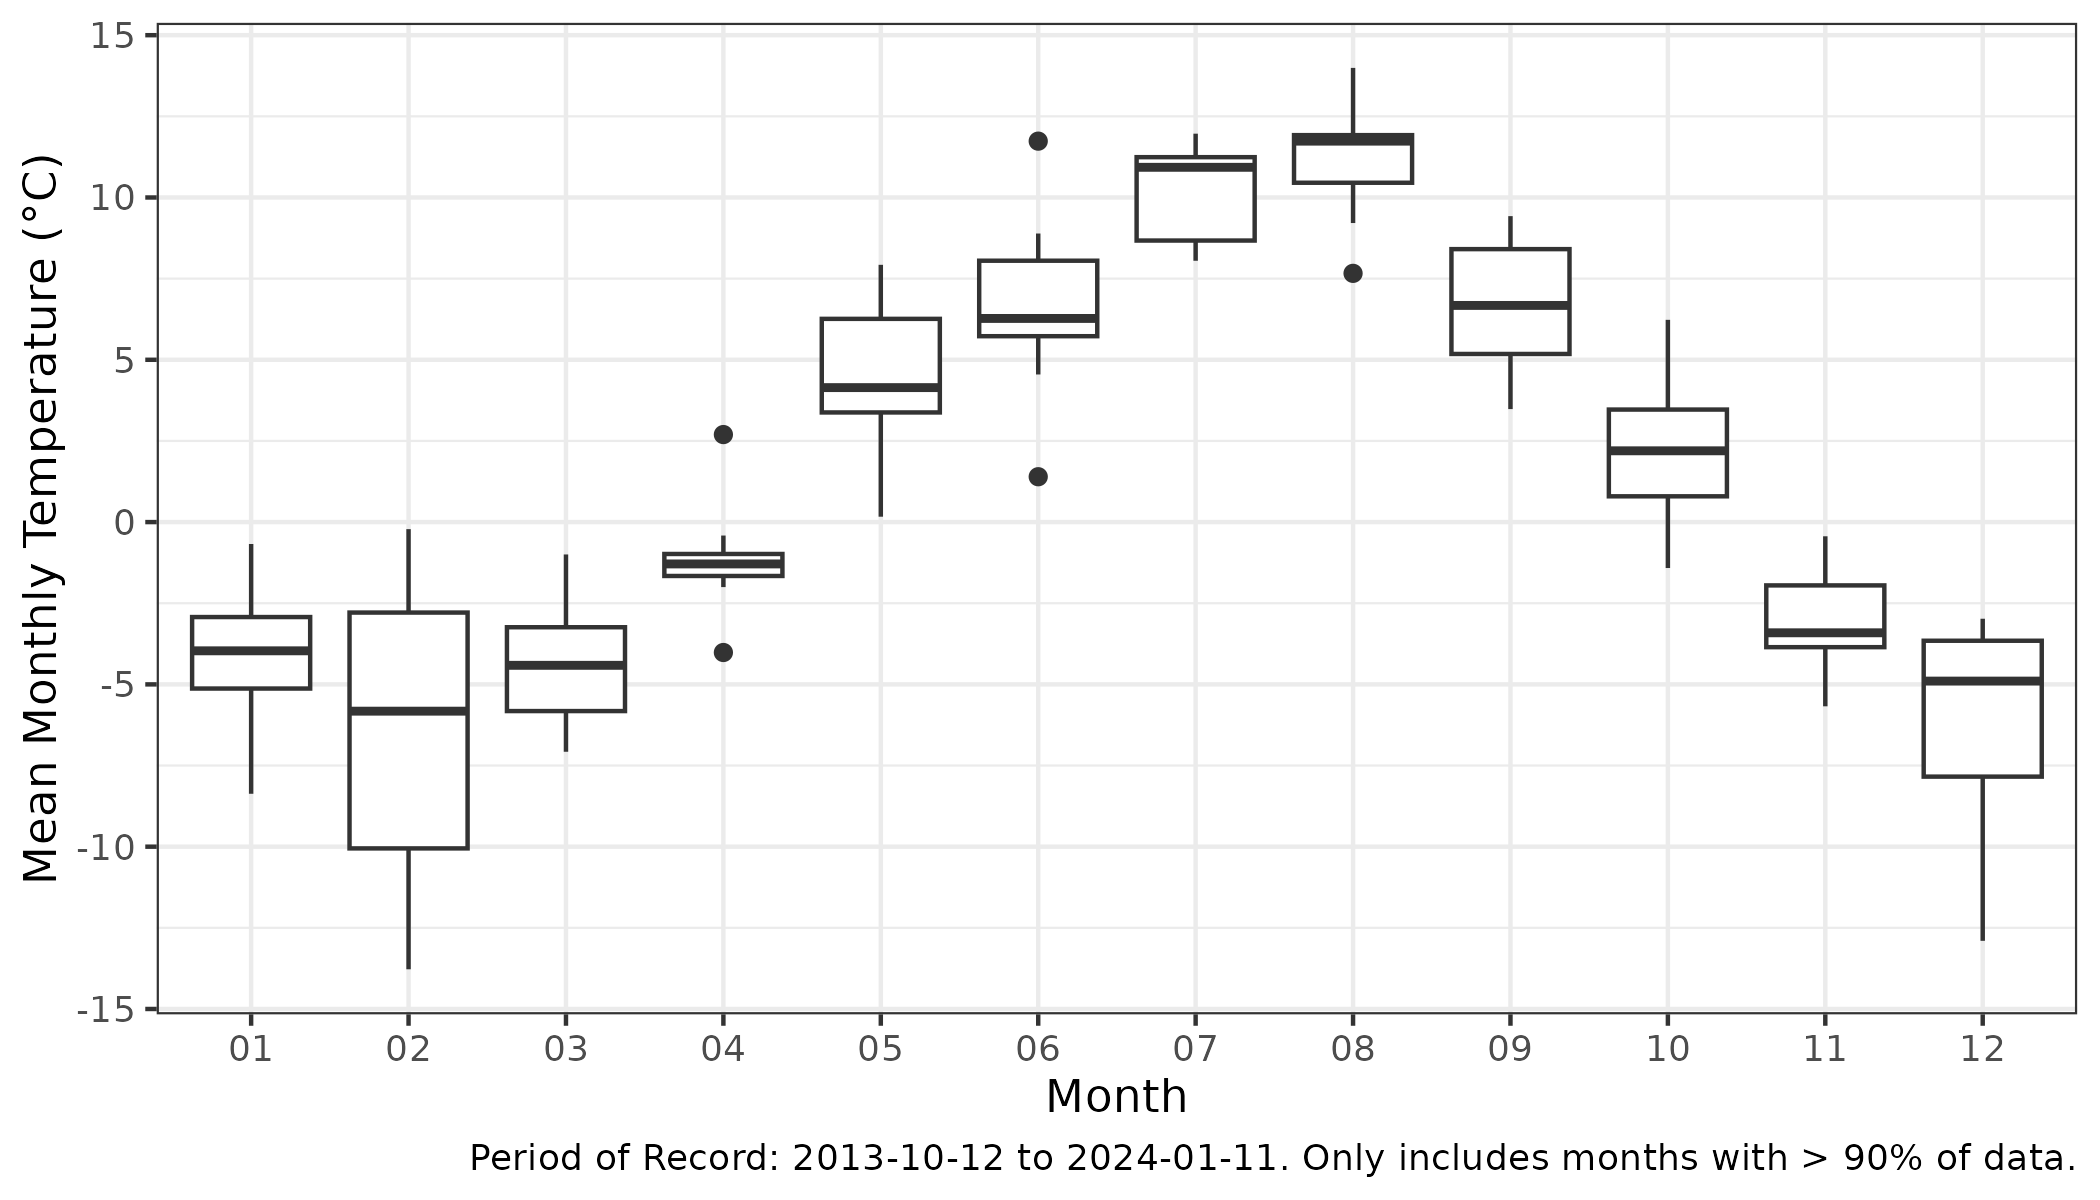 Mean Monthly Temperature (°C)
15
10
5
0
-5
-10
-15
01 02 03 04 05 06 07 08 09 10 11 12
Month
Period of Record: 2013-10-12 to 2024-01-11. Only includes months with > 90% of data.